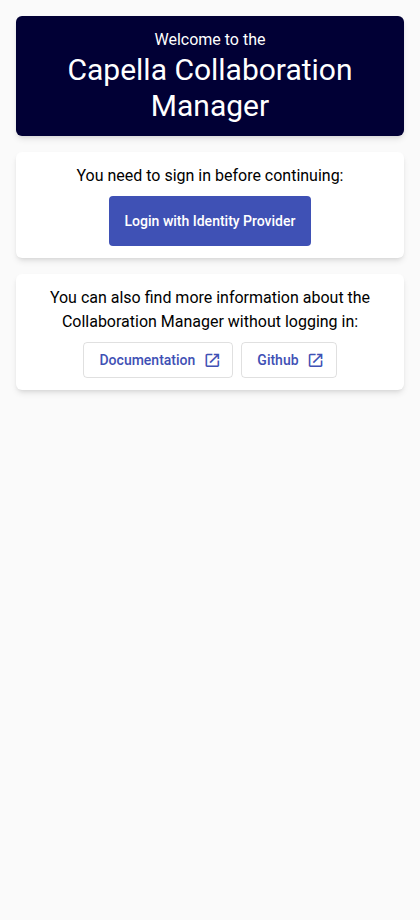 Welcome to the
Capella Collaboration
Manager
You need to sign in before continuing:
Login with Identity Provider
You can also find more information about the
Collaboration Manager without logging in:
Documentation
Github